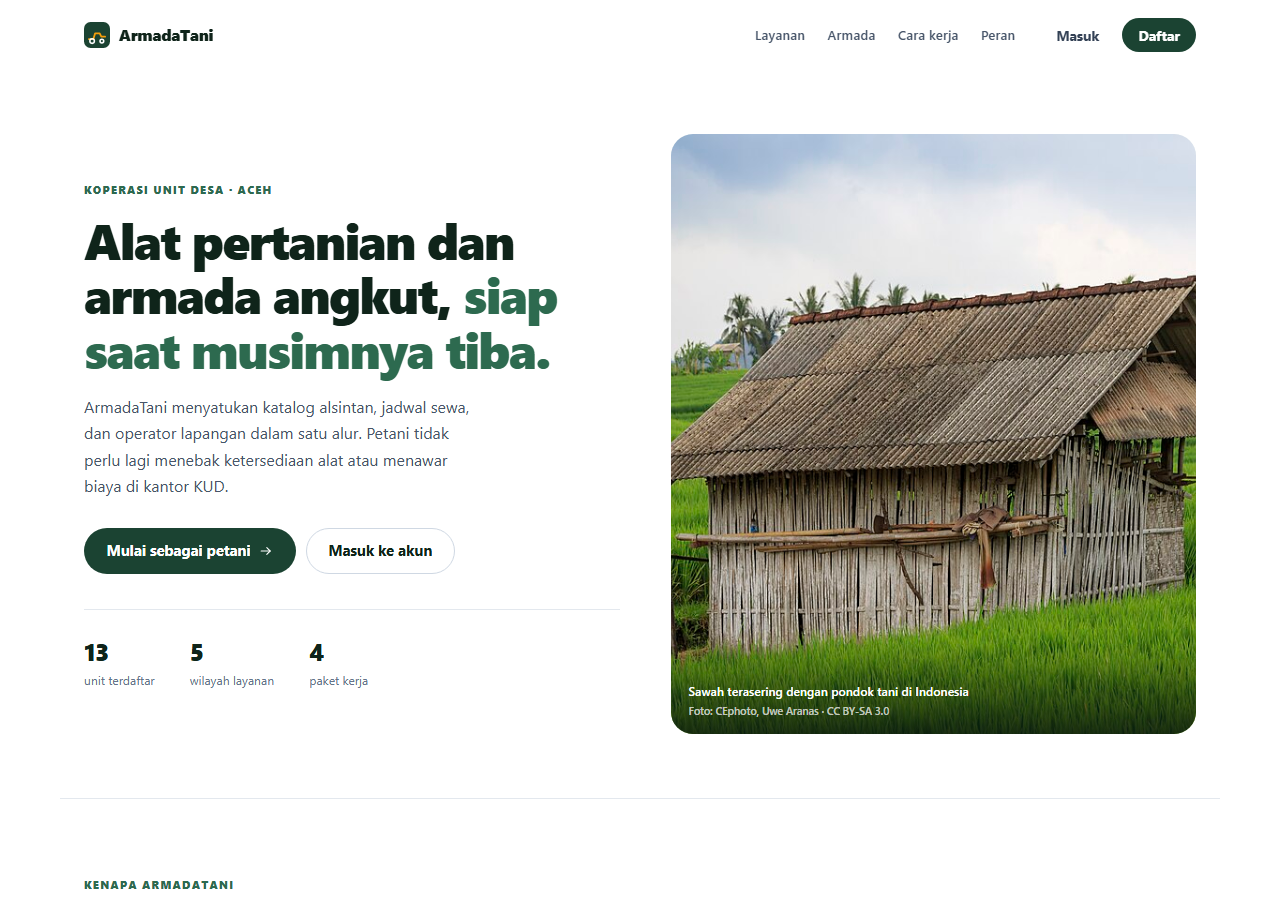 ArmadaTani
Layanan
Armada
Cara kerja
Peran
Masuk
Daftar
KOPERASI UNIT DESA · ACEH
Alat pertanian dan
armada angkut, siap
saat musimnya tiba.
ArmadaTani menyatukan katalog alsintan, jadwal sewa,
dan operator lapangan dalam satu alur. Petani tidak
perlu lagi menebak ketersediaan alat atau menawar
biaya di kantor KUD.
Mulai sebagai petani →
Masuk ke akun
13
unit terdaftar
5
wilayah layanan
4
paket kerja
Sawah terasering dengan pondok tani di Indonesia
Foto: CEphoto, Uwe Aranas · CC BY-SA 3.0
KENAPA ARMADATANI